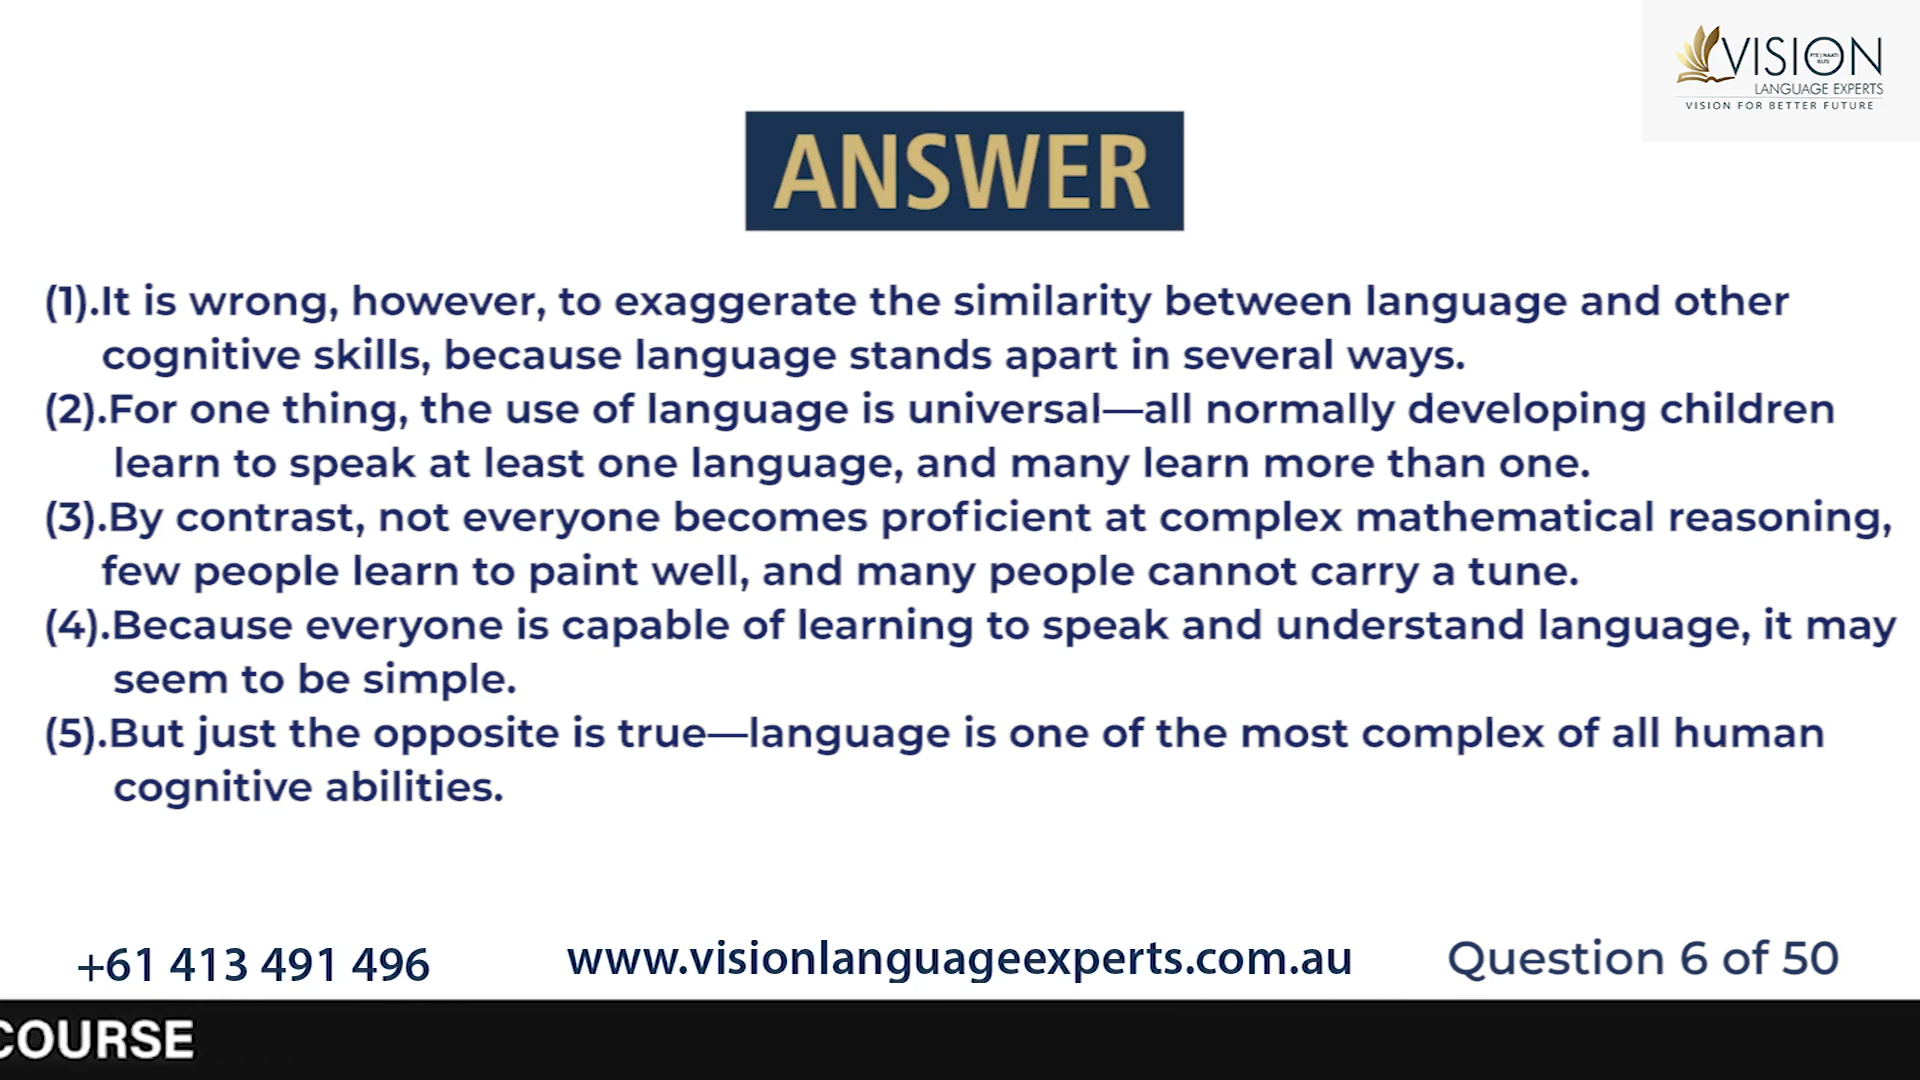 VISION
LANGUAGE EXPERTS
VISION FOR BETTER FUTURE
ANSWER
(1).It is wrong, however, to exaggerate the similarity between language and other
cognitive skills, because language stands apart in several ways.
(2).For one thing, the use of language is universal—all normally developing children
learn to speak at least one language, and many learn more than one.
(3).By contrast, not everyone becomes proficient at complex mathematical reasoning,
few people learn to paint well, and many people cannot carry a tune.
(4).Because everyone is capable of learning to speak and understand language, it may
seem to be simple.
(5).But just the opposite is true—language is one of the most complex of all human
cognitive abilities.
+61 413 491 496
www.visionlanguageexperts.com.au
Question 6 of 50
COURSE